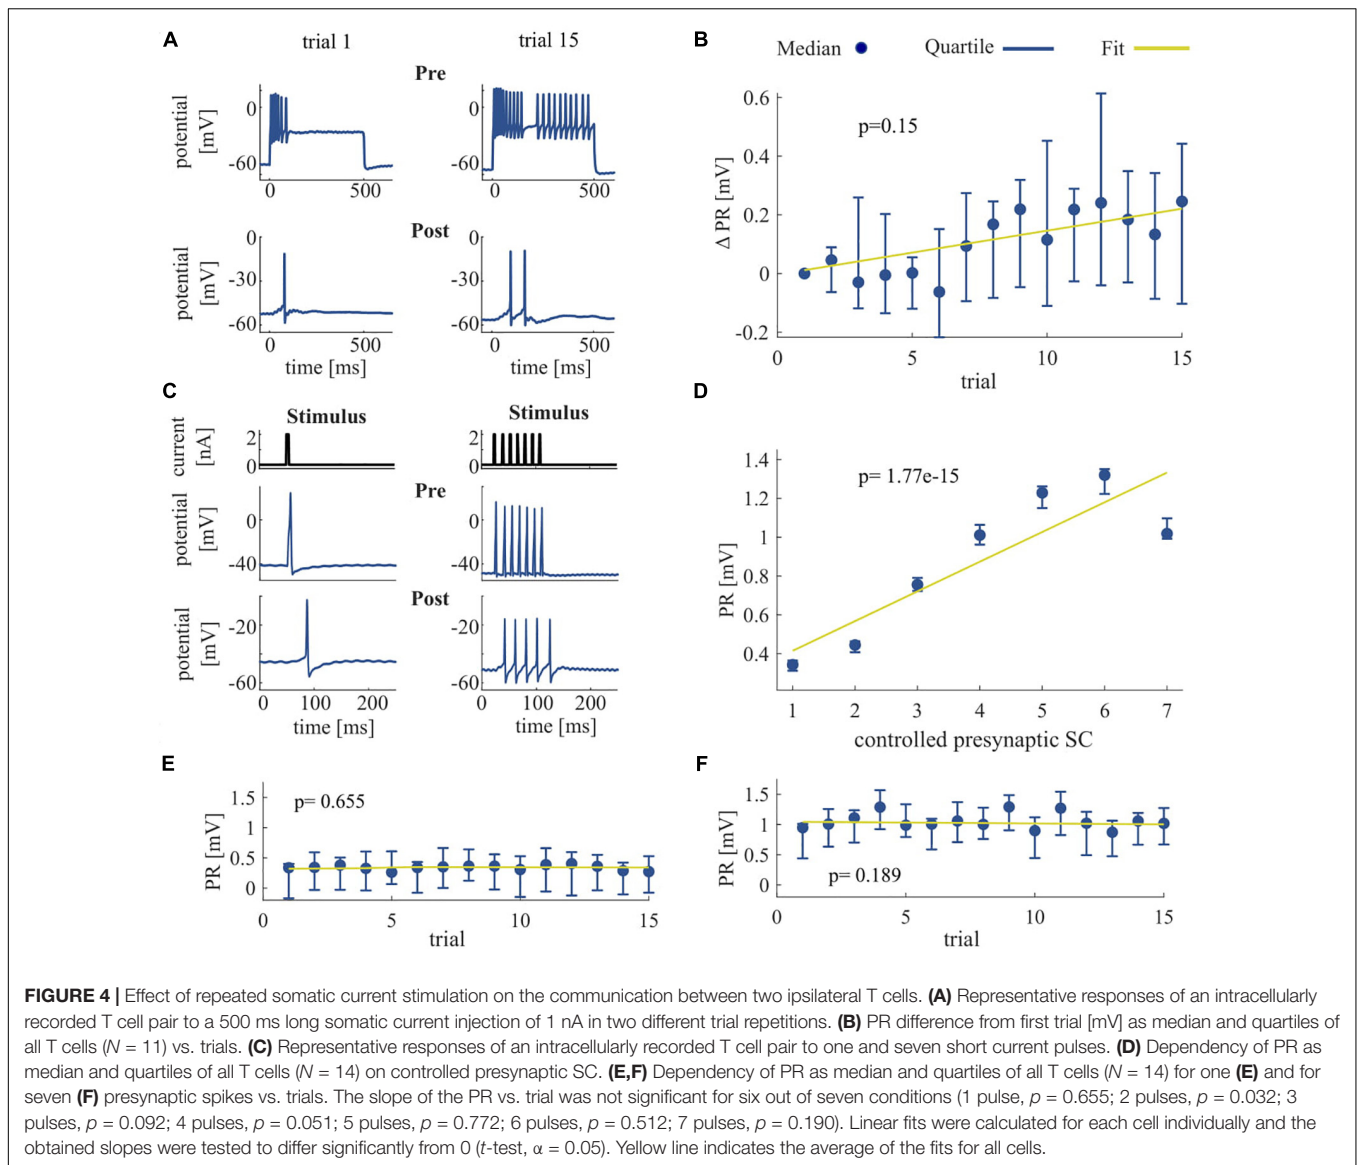 A
trial 1
trial 15
Pre
potential [mV]
0
-60
0
500
0
-60
0
500
Post
potential [mV]
0
-30
-60
0
500
time [ms]
0
-30
-60
0
500
time [ms]
B
Median
Quartile
Fit
p=0.15
Δ PR [mV]
0.6
0.4
0.2
0
-0.2
0
5
10
15
trial
C
Stimulus
Stimulus
current [nA]
2
0
2
0
Pre
potential [mV]
0
-40
0
-40
Post
potential [mV]
-20
-60
0
100
200
time [ms]
-20
-60
0
100
200
time [ms]
D
p= 1.77e-15
PR [mV]
1.4
1.2
1
0.8
0.6
0.4
1
2
3
4
5
6
7
controlled presynaptic SC
E
p= 0.655
PR [mV]
1.5
1
0.5
0
0
5
10
15
trial
F
p= 0.189
PR [mV]
1.5
1
0.5
0
0
5
10
15
trial
FIGURE 4 | Effect of repeated somatic current stimulation on the communication between two ipsilateral T cells. (A) Representative responses of an intracellularly
recorded T cell pair to a 500 ms long somatic current injection of 1 nA in two different trial repetitions. (B) PR difference from first trial [mV] as median and quartiles of
all T cells (N = 11) vs. trials. (C) Representative responses of an intracellularly recorded T cell pair to one and seven short current pulses. (D) Dependency of PR as
median and quartiles of all T cells (N = 14) on controlled presynaptic SC. (E,F) Dependency of PR as median and quartiles of all T cells (N = 14) for one (E) and for
seven (F) presynaptic spikes vs. trials. The slope of the PR vs. trial was not significant for six out of seven conditions (1 pulse, p = 0.655; 2 pulses, p = 0.032; 3
pulses, p = 0.092; 4 pulses, p = 0.051; 5 pulses, p = 0.772; 6 pulses, p = 0.512; 7 pulses, p = 0.190). Linear fits were calculated for each cell individually and the
obtained slopes were tested to differ significantly from 0 (t-test, α = 0.05). Yellow line indicates the average of the fits for all cells.